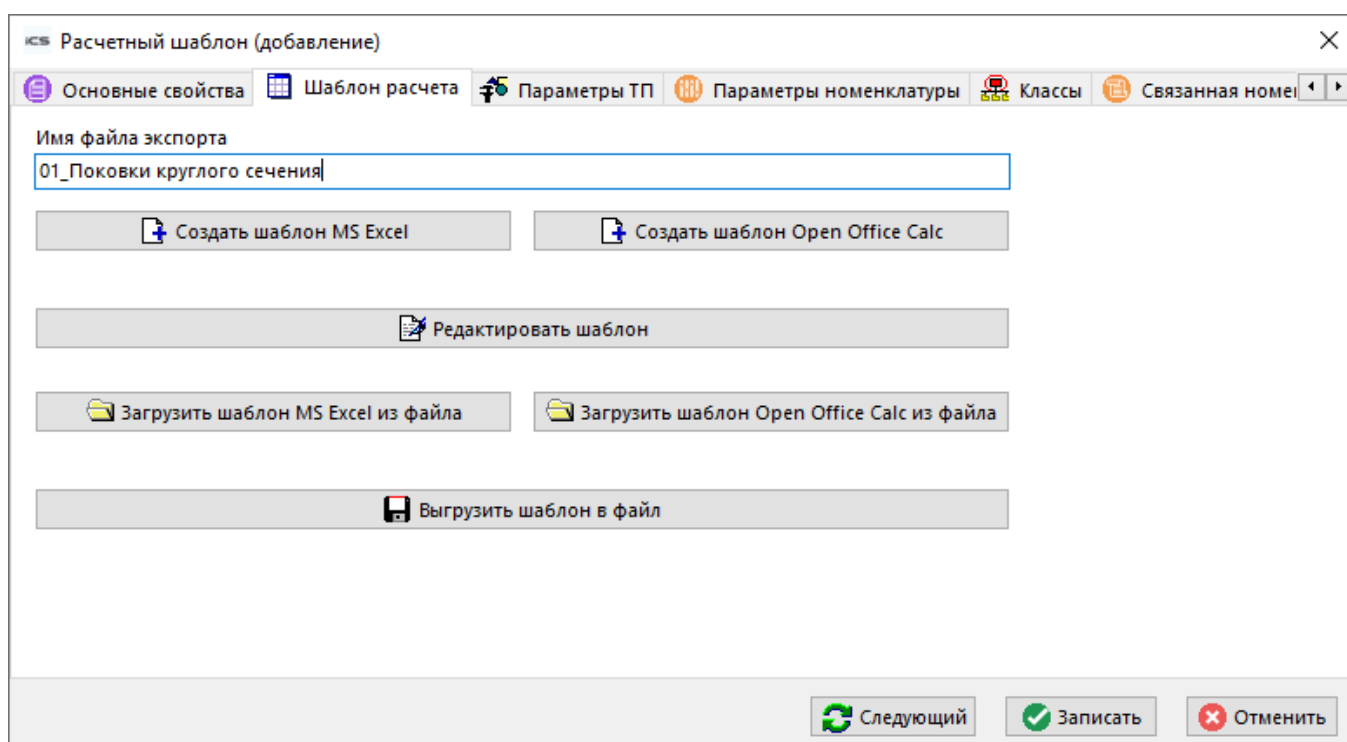 iCS Расчетный шаблон (добавление)
Основные свойства Шаблон расчета Параметры ТП Параметры номенклатуры Классы Связанная номе
Имя файла экспорта
01_Поковки круглого сечения
Создать шаблон MS Excel Создать шаблон Open Office Calc
Редактировать шаблон
Загрузить шаблон MS Excel из файла Загрузить шаблон Open Office Calc из файла
Выгрузить шаблон в файл
Следующий Записать Отменить